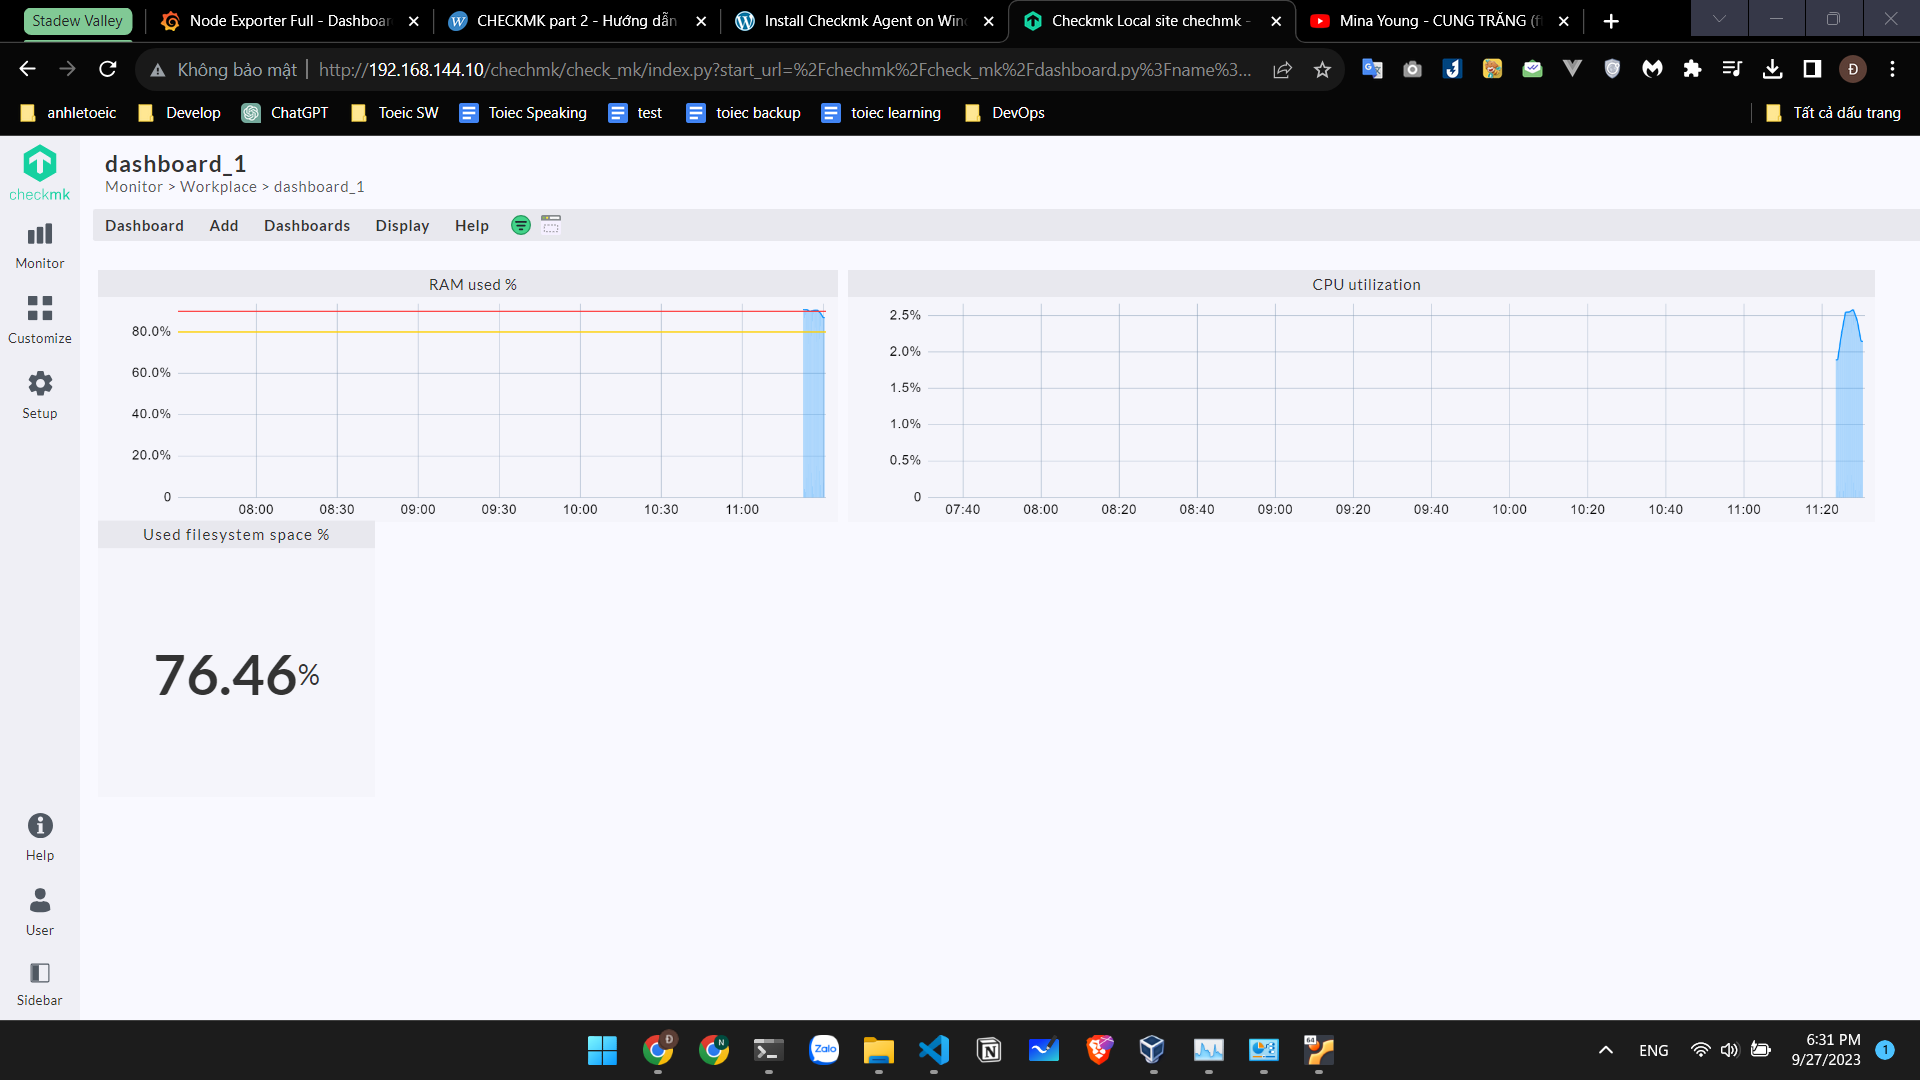 Stadew Valley
Node Exporter Full - Dashboar
CHECKMK part 2 - Hướng dẫn
Install Checkmk Agent on Wind
Checkmk Local site chechmk -
Mina Young - CUNG TRĂNG (ft
Không bảo mật
http://192.168.144.10/chechmk/check_mk/index.py?start_url=%2Fchechmk%2Fcheck_mk%2Fdashboard.py%3Fname%3...
Đ
anhletoeic
Develop
ChatGPT
Toeic SW
Toiec Speaking
test
toiec backup
toiec learning
DevOps
Tất cả dấu trang
checkmk
Monitor
Customize
Setup
dashboard_1
Monitor > Workplace > dashboard_1
Dashboard
Add
Dashboards
Display
Help
RAM used %
80.0%
60.0%
40.0%
20.0%
0
08:00
08:30
09:00
09:30
10:00
10:30
11:00
CPU utilization
2.5%
2.0%
1.5%
1.0%
0.5%
0
07:40
08:00
08:20
08:40
09:00
09:20
09:40
10:00
10:20
10:40
11:00
11:20
Used filesystem space %
76.46%
Help
User
Sidebar
Đ
N
Zalo
64
ENG
6:31 PM
9/27/2023
1